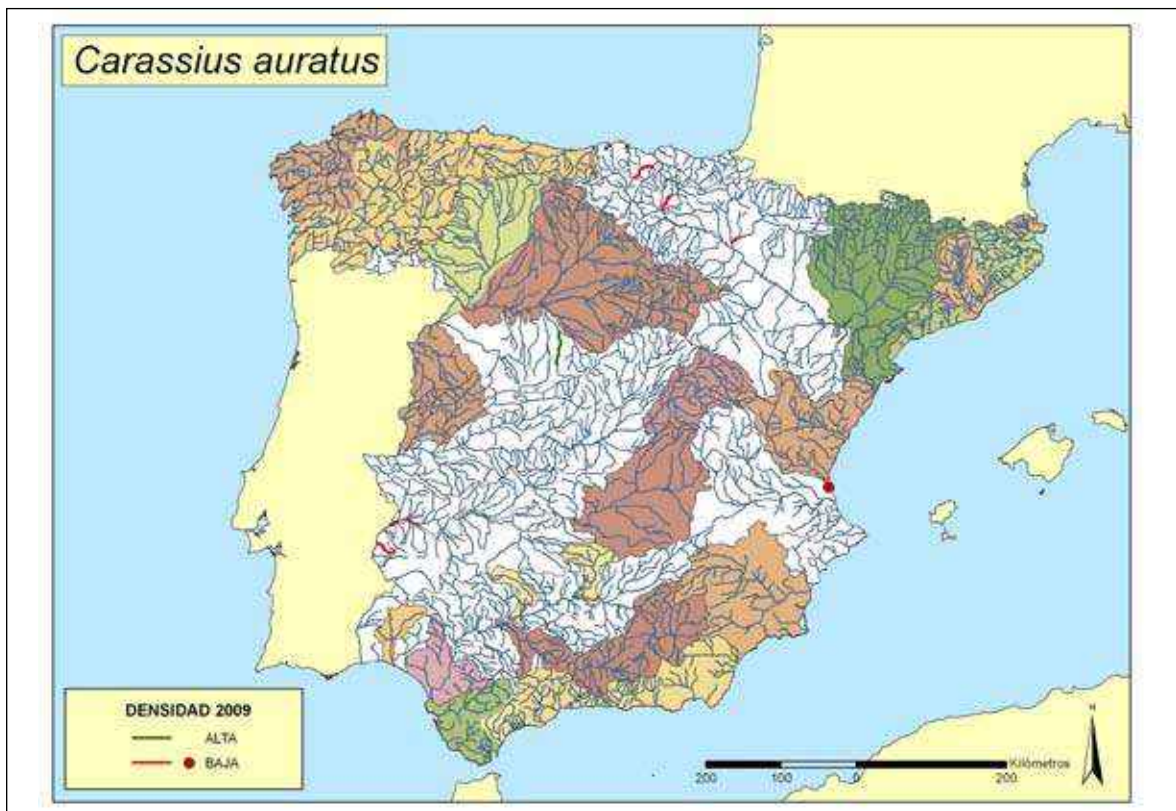 Carassius auratus
DENSIDAD 2009
ALTA
BAJA
N
Kilómetros
200 100 0 200